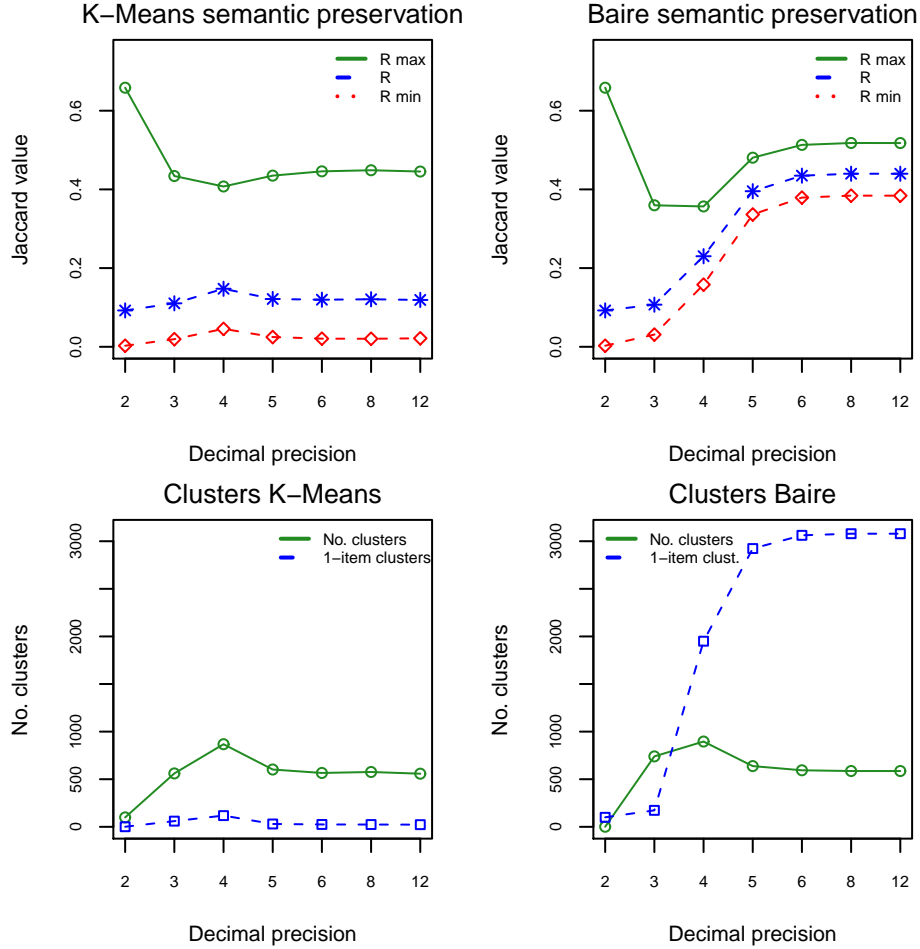 K−Means semantic preservation
R max
R
R min
Jaccard value
0.0 0.2 0.4 0.6
2 3 4 5 6 8 12
Decimal precision
Baire semantic preservation
R max
R
R min
Jaccard value
0.0 0.2 0.4 0.6
2 3 4 5 6 8 12
Decimal precision
Clusters K−Means
No. clusters
1−item clusters
No. clusters
0 500 1000 2000 3000
2 3 4 5 6 8 12
Decimal precision
Clusters Baire
No. clusters
1−item clust.
No. clusters
0 500 1000 2000 3000
2 3 4 5 6 8 12
Decimal precision